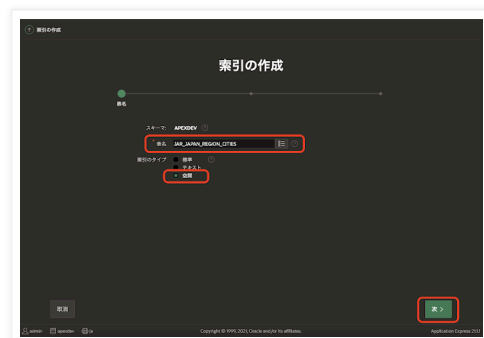 索引の作成
索引の作成
表名
スキーマ: APEXDEV
* 表名 JAR_JAPAN_REGION_CITIES
索引のタイプ 標準
テキスト
空間
取消
次 >
admin apexdev ja
Copyright © 1999, 2021, Oracle and/or its affiliates.
Application Express 21.1